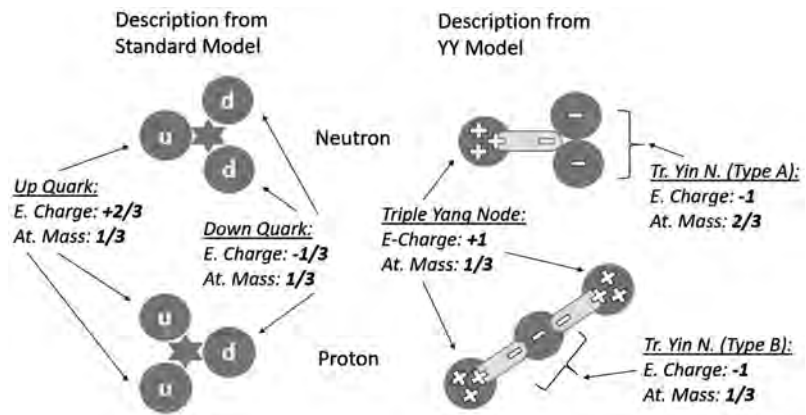 Description from
Standard Model
Description from
YY Model
d
u
d
Neutron
+ + + + - -
-
-
Up Quark:
E. Charge: +2/3
At. Mass: 1/3
Down Quark:
E. Charge: -1/3
At. Mass: 1/3
Triple Yang Node:
E-Charge: +1
At. Mass: 1/3
Tr. Yin N. (Type A):
E. Charge: -1
At. Mass: 2/3
u
d
u
Proton
+ + +
- - - - -
+ + +
Tr. Yin N. (Type B):
E. Charge: -1
At. Mass: 1/3